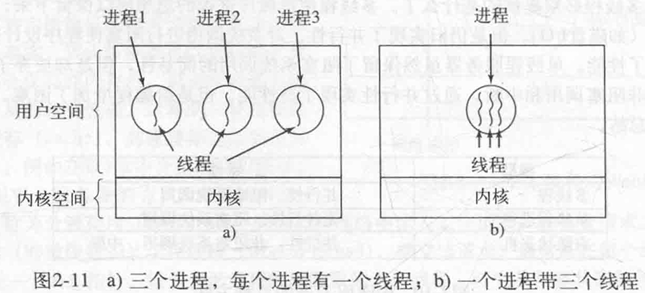 进程1 进程2 进程3 进程
用户空间
线程 线程
内核空间 内核 内核
a) b)
图2-11 a) 三个进程，每个进程有一个线程；b) 一个进程带三个线程